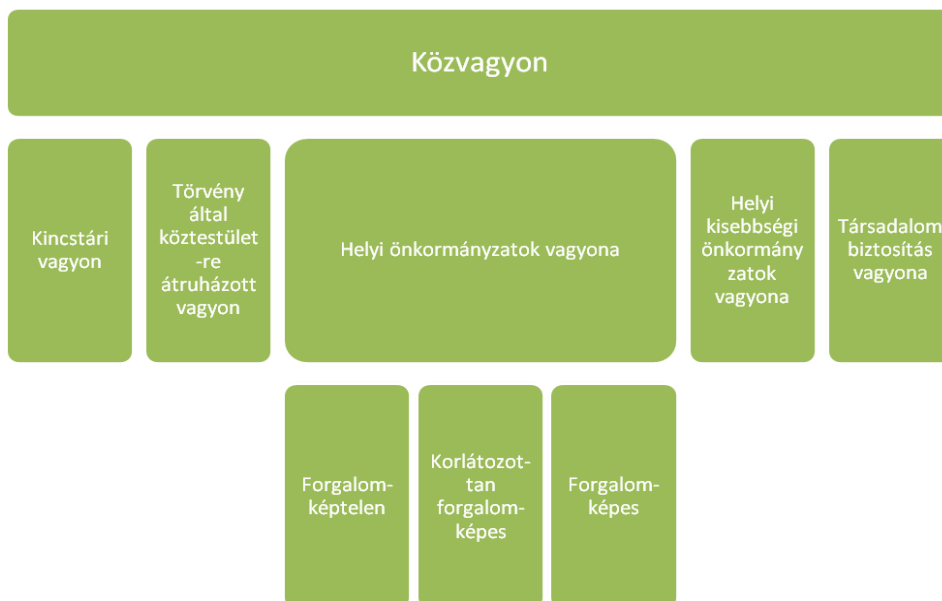 Közvagyon
Kincstári
vagyon
Törvény
által
köztestület
-re
átruházott
vagyon
Helyi önkormányzatok vagyona
Helyi
kisebbségi
önkormány
zatok
vagyona
Társadalom
biztosítás
vagyona
Forgalom-
képtelen
Korlátozot-
tan
forgalom-
képes
Forgalom-
képes